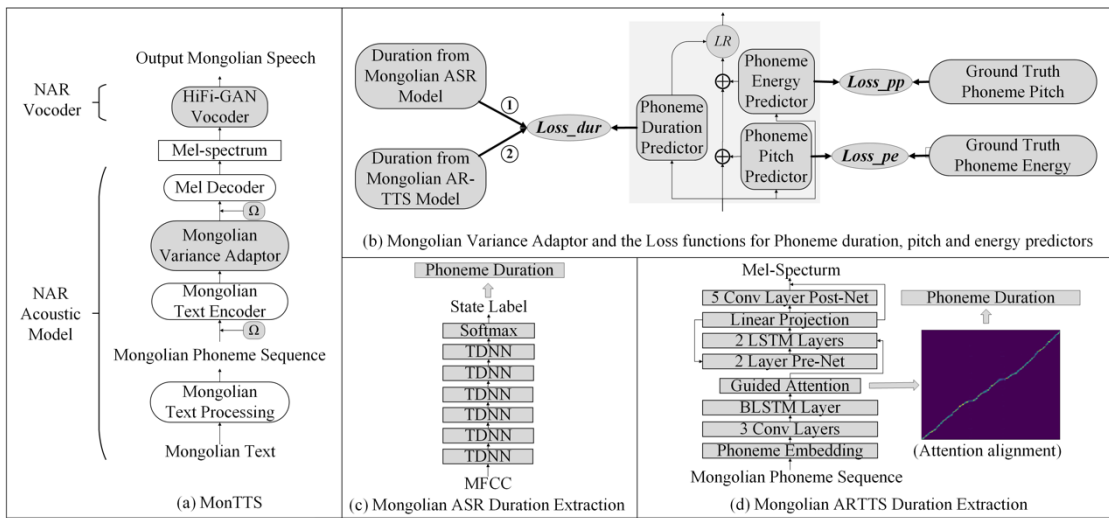 Output Mongolian Speech
NAR
Vocoder
HiFi-GAN
Vocoder
Mel-spectrum
Mel Decoder
Ω
Mongolian
Variance Adaptor
NAR
Acoustic
Model
Mongolian
Text Encoder
Ω
Mongolian Phoneme Sequence
Mongolian
Text Processing
Mongolian Text
(a) MonTTS
Duration from
Mongolian ASR
Model
①
Duration from
Mongolian AR-
TTS Model
②
Loss_dur
Phoneme
Duration
Predictor
LR
Phoneme
Energy
Predictor
Loss_pp
Ground Truth
Phoneme Pitch
Phoneme
Pitch
Predictor
Loss_pe
Ground Truth
Phoneme Energy
(b) Mongolian Variance Adaptor and the Loss functions for Phoneme duration, pitch and energy predictors
Phoneme Duration
State Label
Softmax
TDNN
TDNN
TDNN
TDNN
TDNN
TDNN
MFCC
(c) Mongolian ASR Duration Extraction
Mel-Specturm
5 Conv Layer Post-Net
Linear Projection
2 LSTM Layers
2 Layer Pre-Net
Guided Attention
BLSTM Layer
3 Conv Layers
Phoneme Embedding
Mongolian Phoneme Sequence
Phoneme Duration
(Attention alignment)
(d) Mongolian ARTTS Duration Extraction